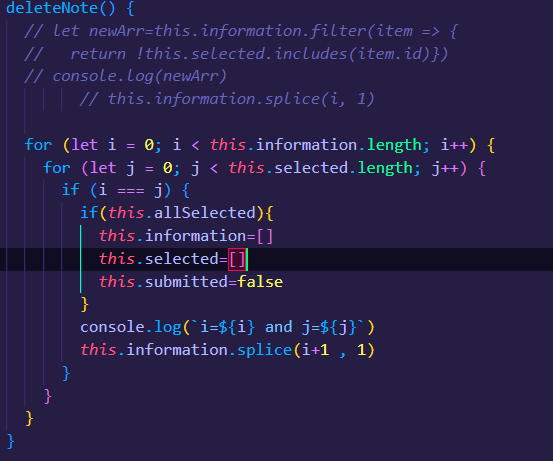 deleteNote() {
// let newArr=this.information.filter(item => {
//   return !this.selected.includes(item.id)})
// console.log(newArr)
// this.information.splice(i, 1)
for (let i = 0; i < this.information.length; i++) {
for (let j = 0; j < this.selected.length; j++) {
if (i === j) {
if(this.allSelected){
this.information=[]
this.selected=[]
this.submitted=false
}
console.log(`i=${i} and j=${j}`)
this.information.splice(i+1 , 1)
}
}
}
}